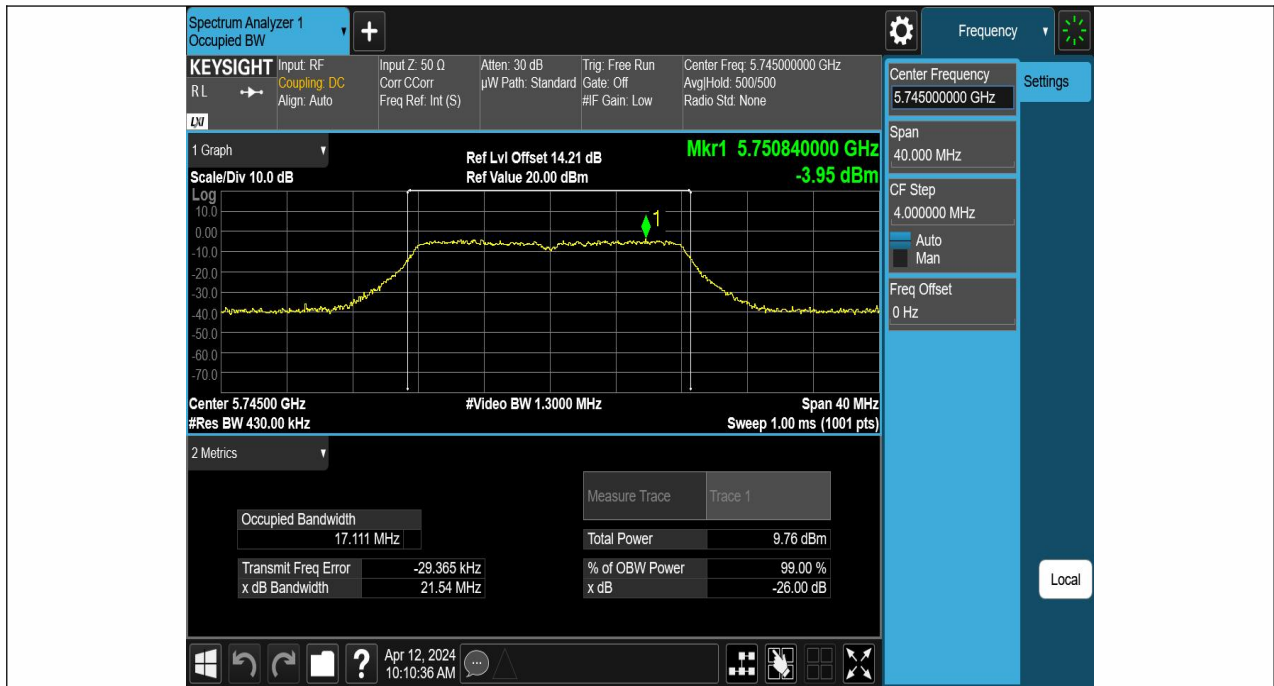 Spectrum Analyzer 1
Occupied BW
+
Frequency
KEYSIGHT
RL
LXI
Input: RF
Coupling: DC
Align: Auto
Input Z: 50 Ω
Corr CCorr
Freq Ref: Int (S)
Atten: 30 dB
µW Path: Standard
Trig: Free Run
Gate: Off
#IF Gain: Low
Center Freq: 5.745000000 GHz
Avg|Hold: 500/500
Radio Std: None
Center Frequency
5.745000000 GHz
Settings
Span
40.000 MHz
CF Step
4.000000 MHz
Auto
Man
Freq Offset
0 Hz
Local
1 Graph
Scale/Div 10.0 dB
Ref Lvl Offset 14.21 dB
Ref Value 20.00 dBm
Mkr1 5.750840000 GHz
-3.95 dBm
Log
10.0
0.00
-10.0
-20.0
-30.0
-40.0
-50.0
-60.0
-70.0
1
Center 5.74500 GHz
#Video BW 1.3000 MHz
Span 40 MHz
#Res BW 430.00 kHz
Sweep 1.00 ms (1001 pts)
2 Metrics
Measure Trace Trace 1
Occupied Bandwidth
17.111 MHz
Total Power 9.76 dBm
Transmit Freq Error -29.365 kHz
% of OBW Power 99.00 %
x dB Bandwidth 21.54 MHz
x dB -26.00 dB
?
Apr 12, 2024
10:10:36 AM